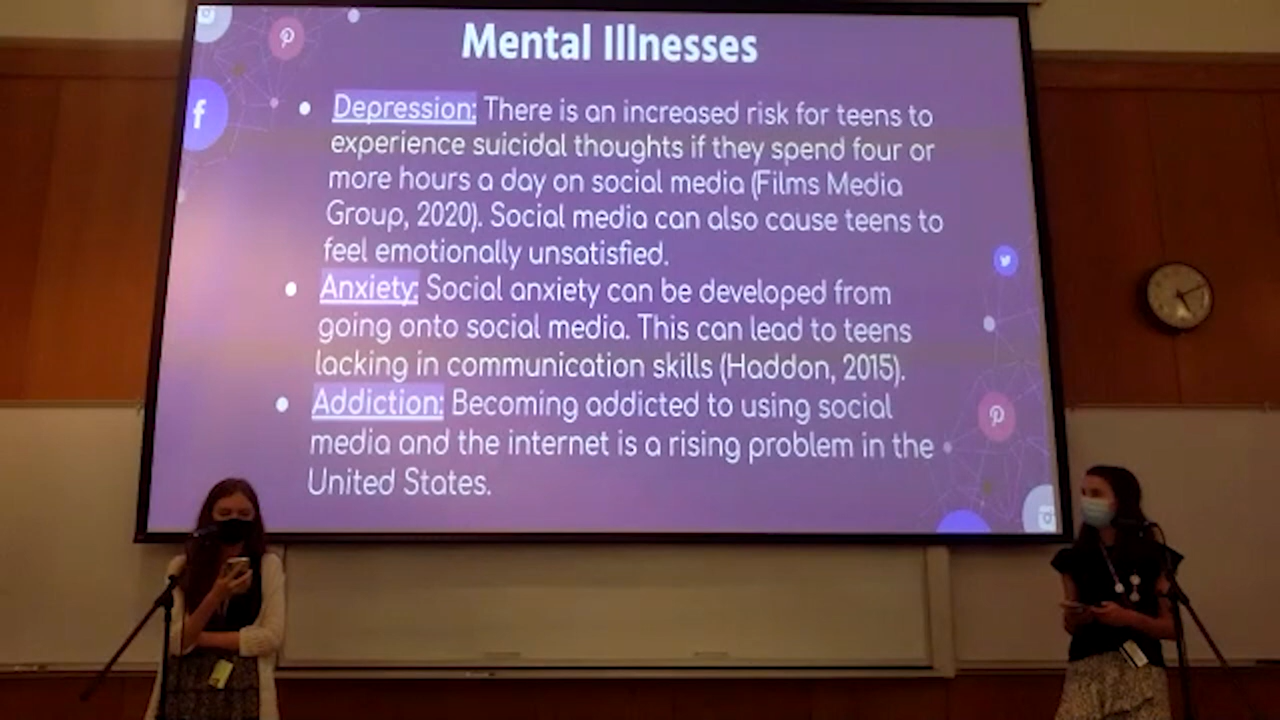 Mental Illnesses
• Depression: There is an increased risk for teens to
experience suicidal thoughts if they spend four or
more hours a day on social media (Films Media
Group, 2020). Social media can also cause teens to
feel emotionally unsatisfied.
• Anxiety: Social anxiety can be developed from
going onto social media. This can lead to teens
lacking in communication skills (Haddon, 2015).
• Addiction: Becoming addicted to using social
media and the internet is a rising problem in the
United States.